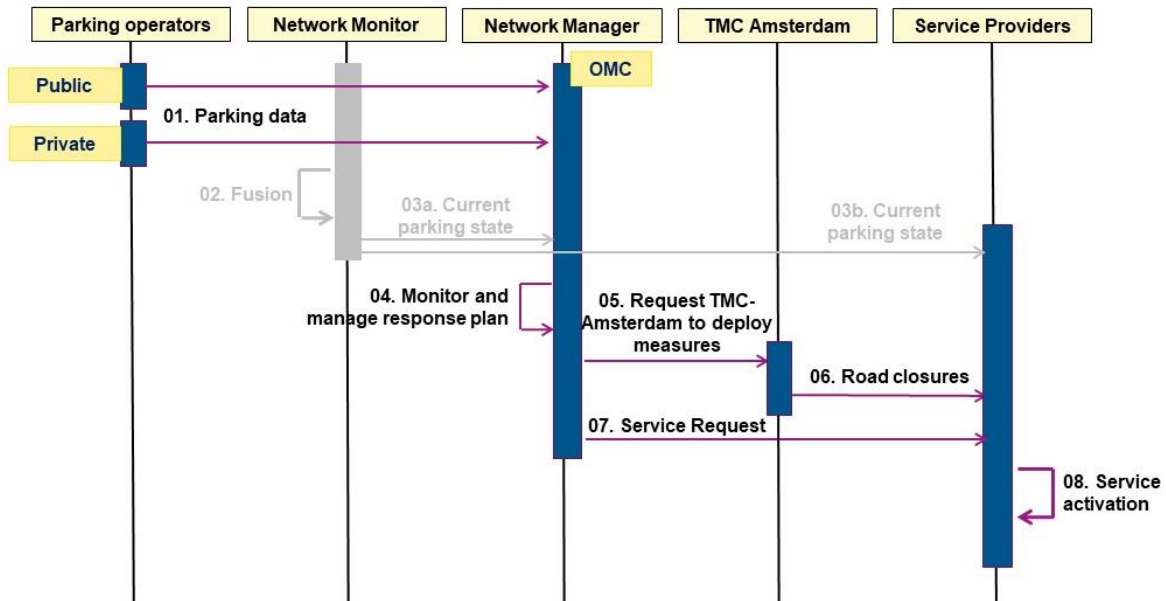 Parking operators
Network Monitor
Network Manager
TMC Amsterdam
Service Providers
OMC
Public
01. Parking data
Private
02. Fusion
03a. Current
parking state
03b. Current
parking state
04. Monitor and
manage response plan
05. Request TMC-
Amsterdam to deploy
measures
06. Road closures
07. Service Request
08. Service
activation